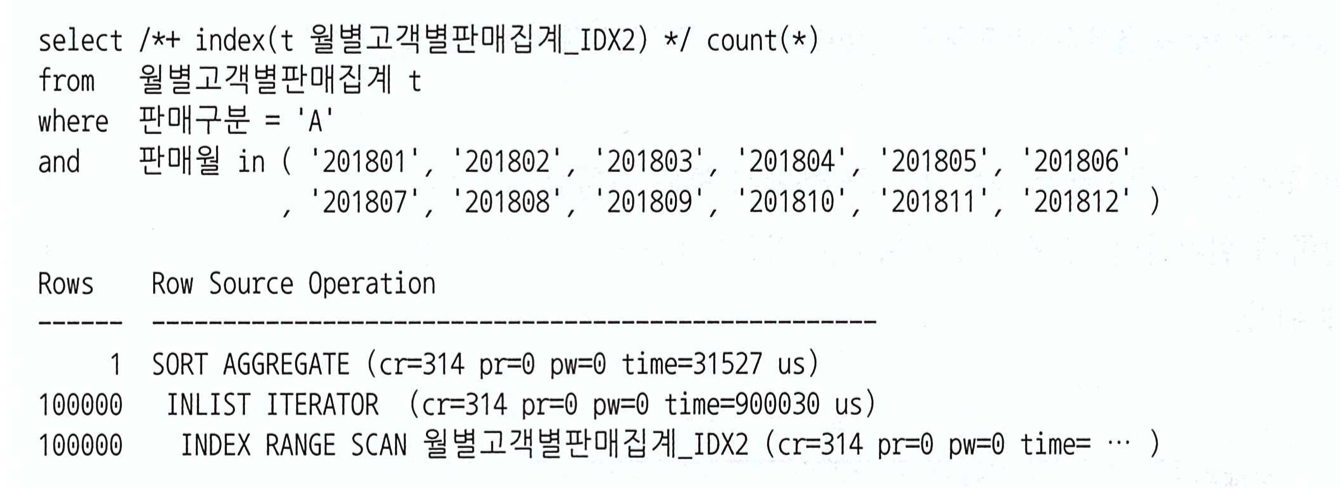 select /*+ index(t 월별고객별판매집계_IDX2) */ count(*)
from 월별고객별판매집계 t
where 판매구분 = 'A'
and 판매월 in ( '201801', '201802', '201803', '201804', '201805', '201806'
, '201807', '201808', '201809', '201810', '201811', '201812' )
Rows Row Source Operation
------ ---------------------------------------------------
1 SORT AGGREGATE (cr=314 pr=0 pw=0 time=31527 us)
100000 INLIST ITERATOR (cr=314 pr=0 pw=0 time=900030 us)
100000 INDEX RANGE SCAN 월별고객별판매집계_IDX2 (cr=314 pr=0 pw=0 time= … )